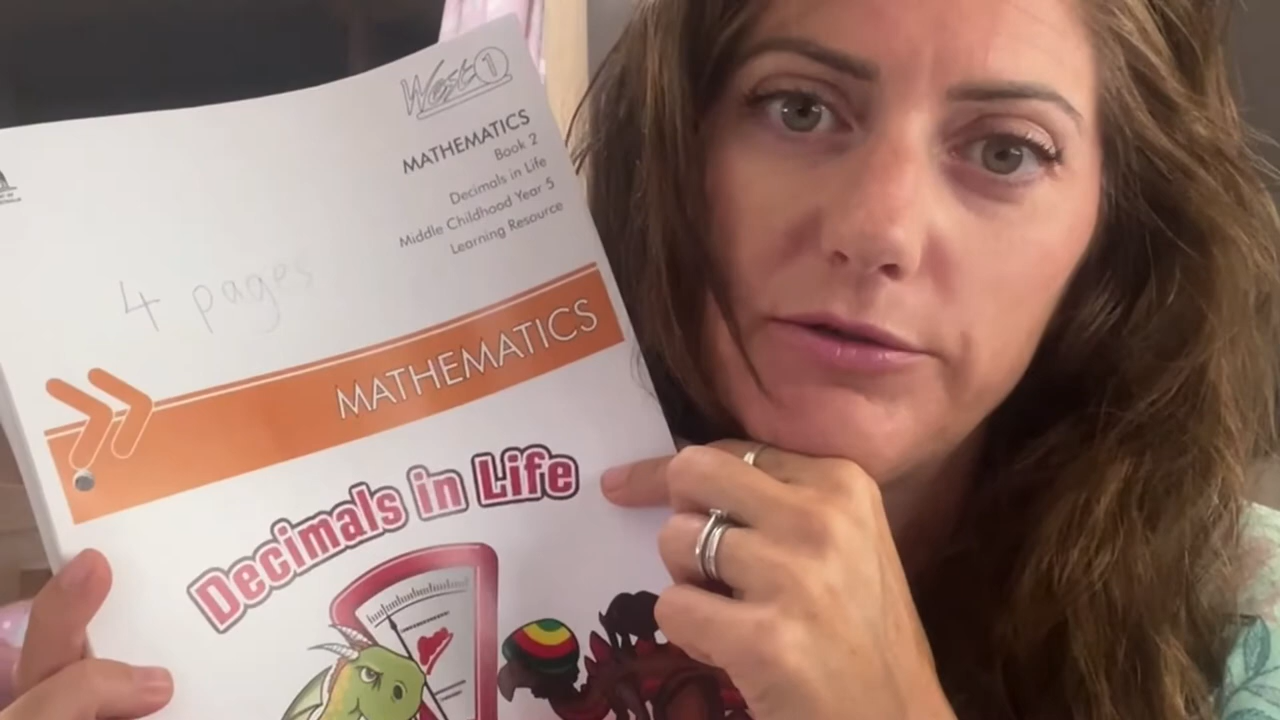 West 1
MATHEMATICS
Book 2
Decimals in Life
Middle Childhood Year 5
Learning Resource
4 pages
MATHEMATICS
Decimals in Life